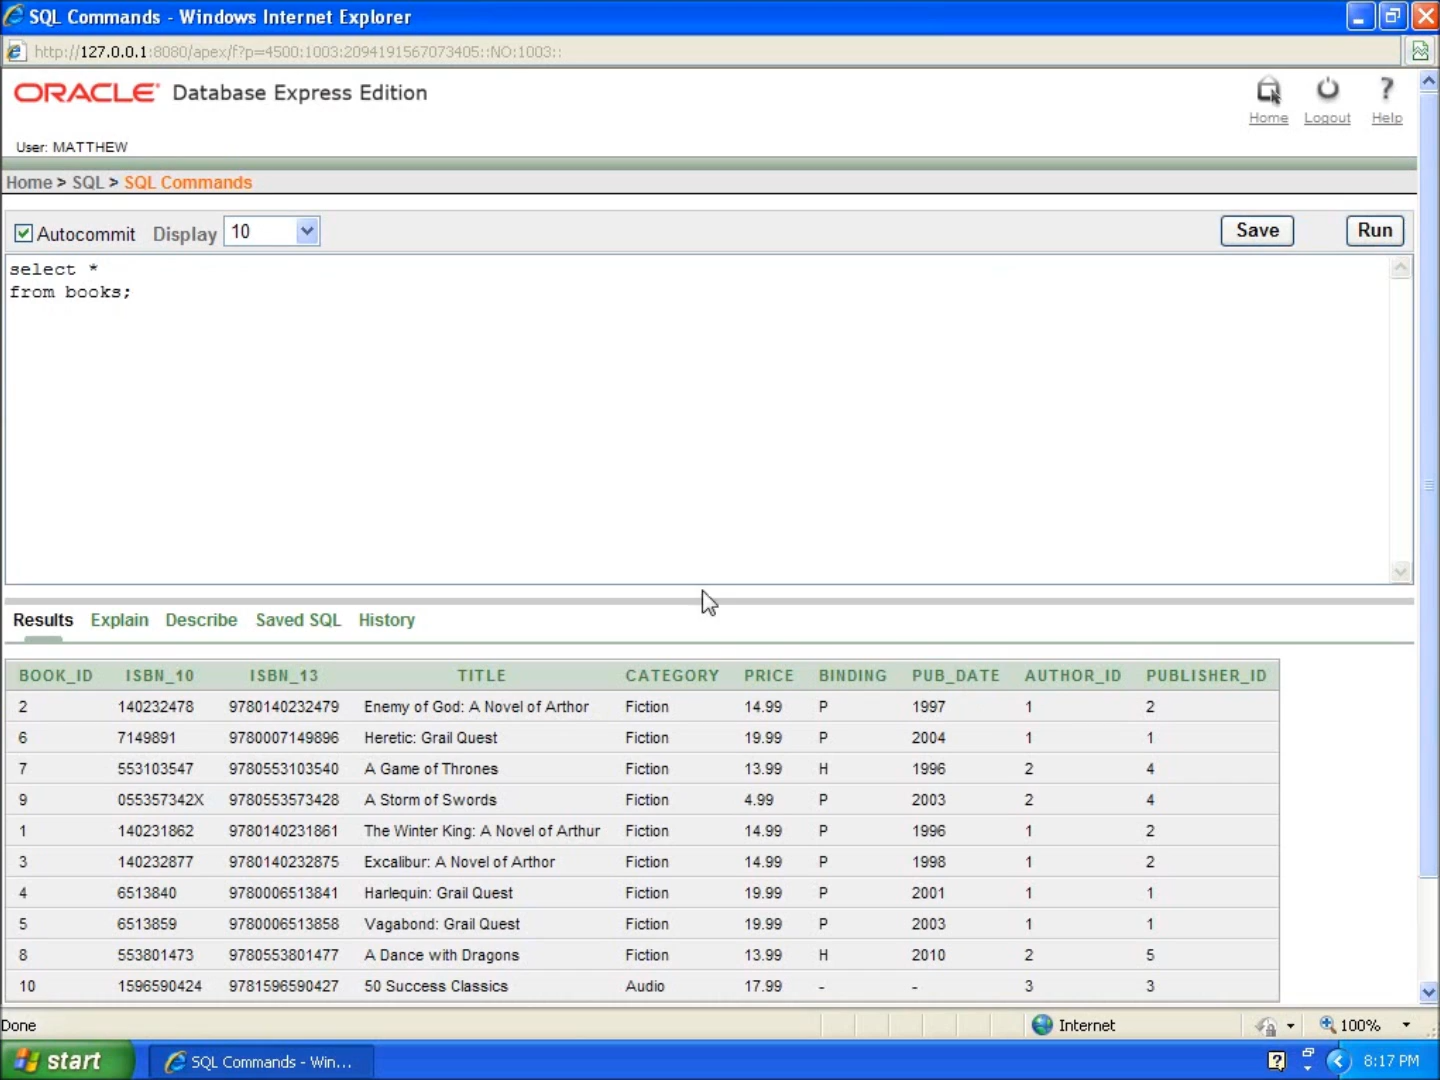 SQL Commands - Windows Internet Explorer
http://127.0.0.1:8080/apex/f?p=4500:1003:2094191567073405::NO:1003::
ORACLE Database Express Edition
Home Logout Help
User: MATTHEW
Home > SQL > SQL Commands
Autocommit Display 10 Save Run
select *
from books;
Results Explain Describe Saved SQL History
BOOK_ID ISBN_10 ISBN_13 TITLE CATEGORY PRICE BINDING PUB_DATE AUTHOR_ID PUBLISHER_ID
2 140232478 9780140232479 Enemy of God: A Novel of Arthor Fiction 14.99 P 1997 1 2
6 7149891 9780007149896 Heretic: Grail Quest Fiction 19.99 P 2004 1 1
7 553103547 9780553103540 A Game of Thrones Fiction 13.99 H 1996 2 4
9 055357342X 9780553573428 A Storm of Swords Fiction 4.99 P 2003 2 4
1 140231862 9780140231861 The Winter King: A Novel of Arthur Fiction 14.99 P 1996 1 2
3 140232877 9780140232875 Excalibur: A Novel of Arthor Fiction 14.99 P 1998 1 2
4 6513840 9780006513841 Harlequin: Grail Quest Fiction 19.99 P 2001 1 1
5 6513859 9780006513858 Vagabond: Grail Quest Fiction 19.99 P 2003 1 1
8 553801473 9780553801477 A Dance with Dragons Fiction 13.99 H 2010 2 5
10 1596590424 9781596590427 50 Success Classics Audio 17.99 - - 3 3
Done Internet 100%
start SQL Commands - Win... 8:17 PM